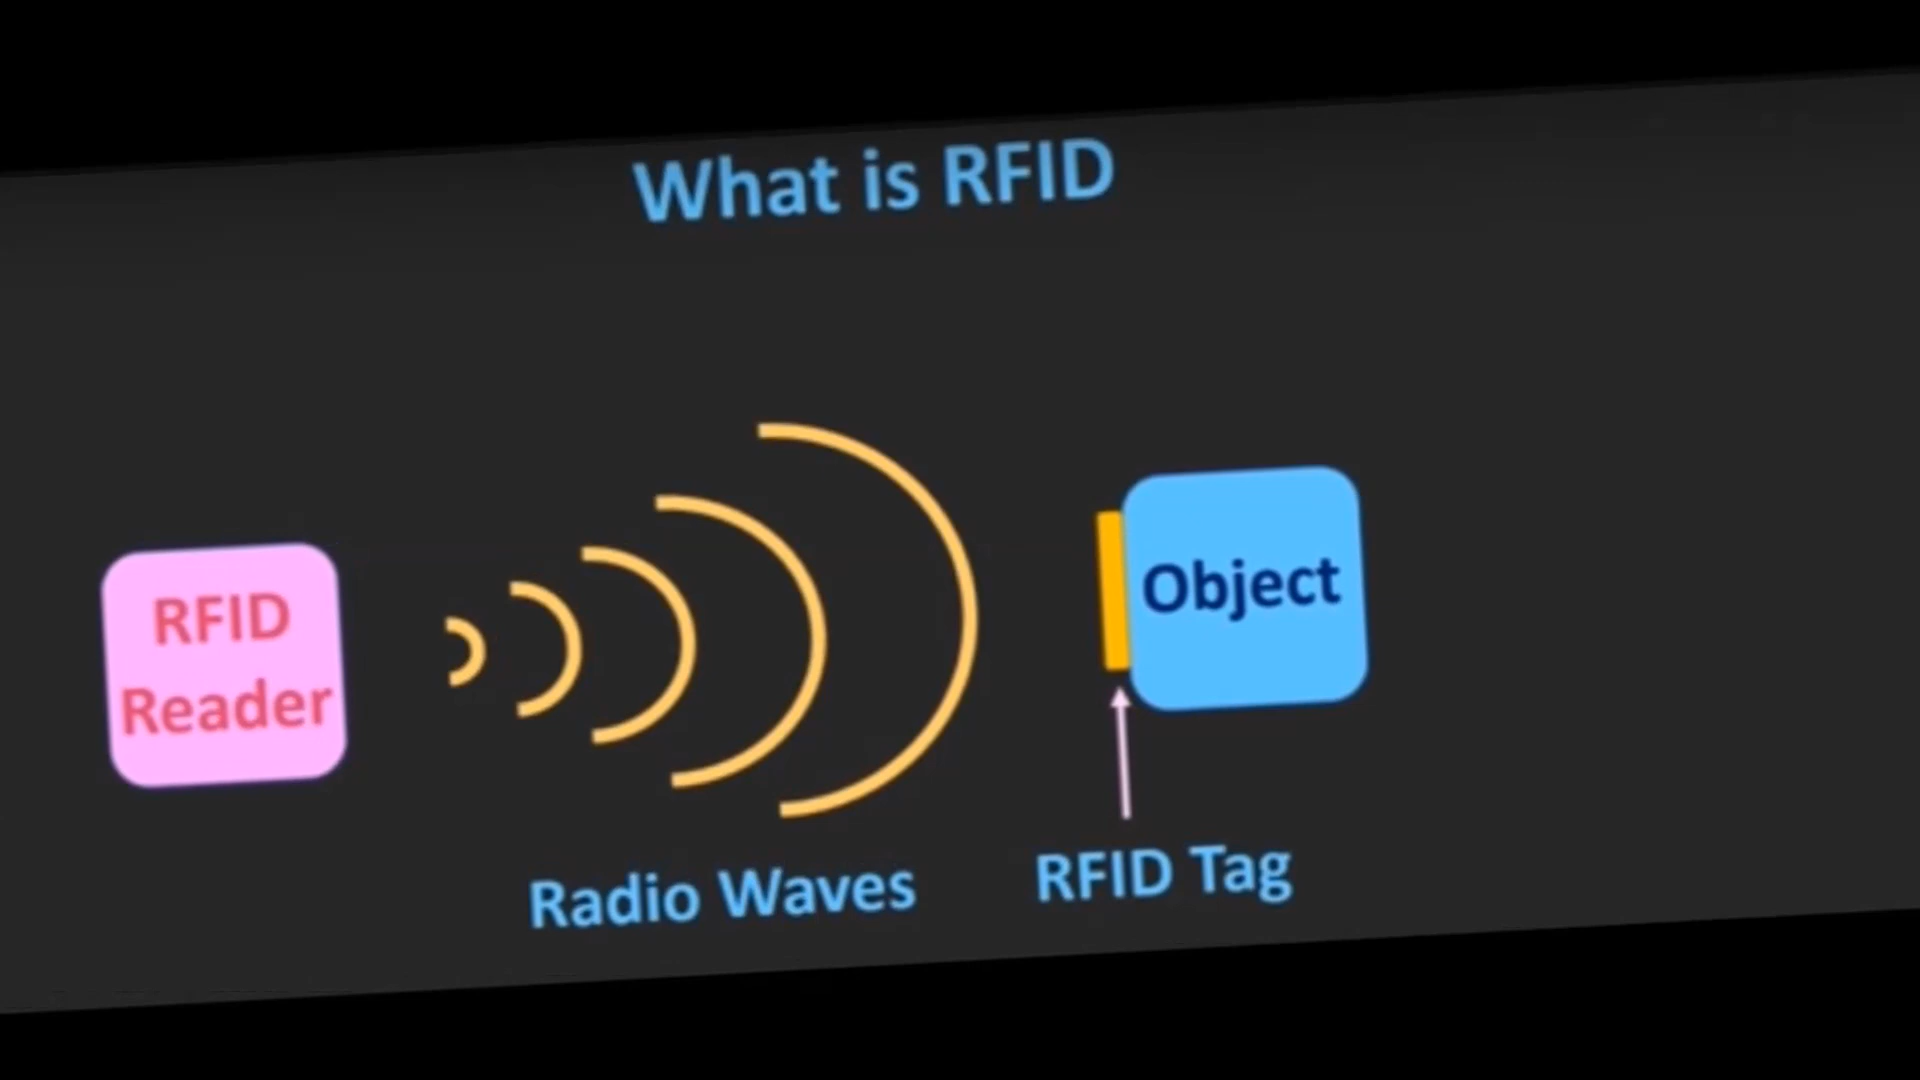 What is RFID
RFID
Reader
Object
Radio Waves
RFID Tag